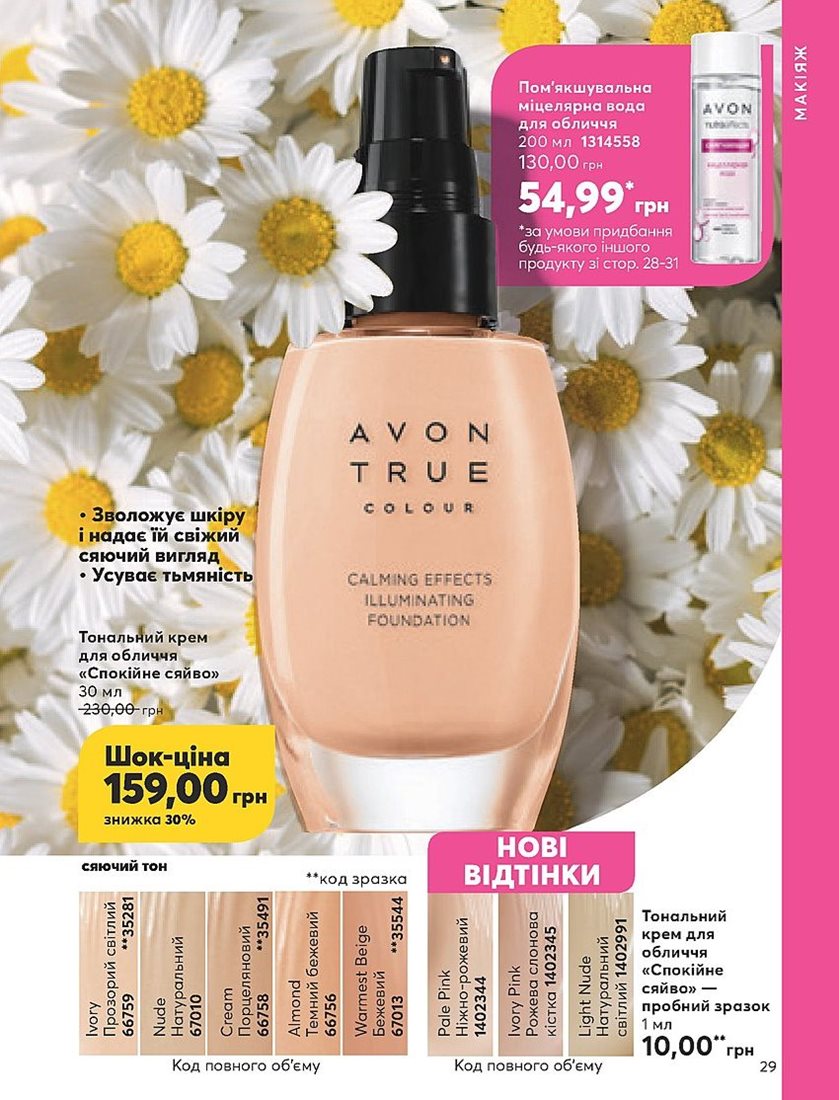 МАКІЯЖ
Пом'якшувальна
міцелярна вода
для обличчя
200 мл 1314558
130,00 грн
54,99* грн
*за умови придбання
будь-якого іншого
продукту зі стор. 28-31
AVON
nutraeffects
AVON
TRUE
COLOUR
CALMING EFFECTS
ILLUMINATING
FOUNDATION
• Зволожує шкіру
і надає їй свіжий
сяючий вигляд
• Усуває тьмяність
Тональний крем
для обличчя
«Спокійне сяйво»
30 мл
230,00 грн
Шок-ціна
159,00 грн
знижка 30%
сяючий тон
**код зразка
Ivory
Прозорий світлий
66759 **35281
Nude
Натуральний
67010
Cream
Порцеляновий
66758 **35491
Almond
Темний бежевий
66756
Warmest Beige
Бежевий
67013 **35544
Код повного об'єму
НОВІ
ВІДТІНКИ
Pale Pink
Ніжно-рожевий
1402344
Ivory Pink
Рожева слонова
кістка 1402345
Light Nude
Натуральний
світлий 1402991
Код повного об'єму
Тональний
крем для
обличчя
«Спокійне
сяйво» —
пробний зразок
1 мл
10,00** грн
29